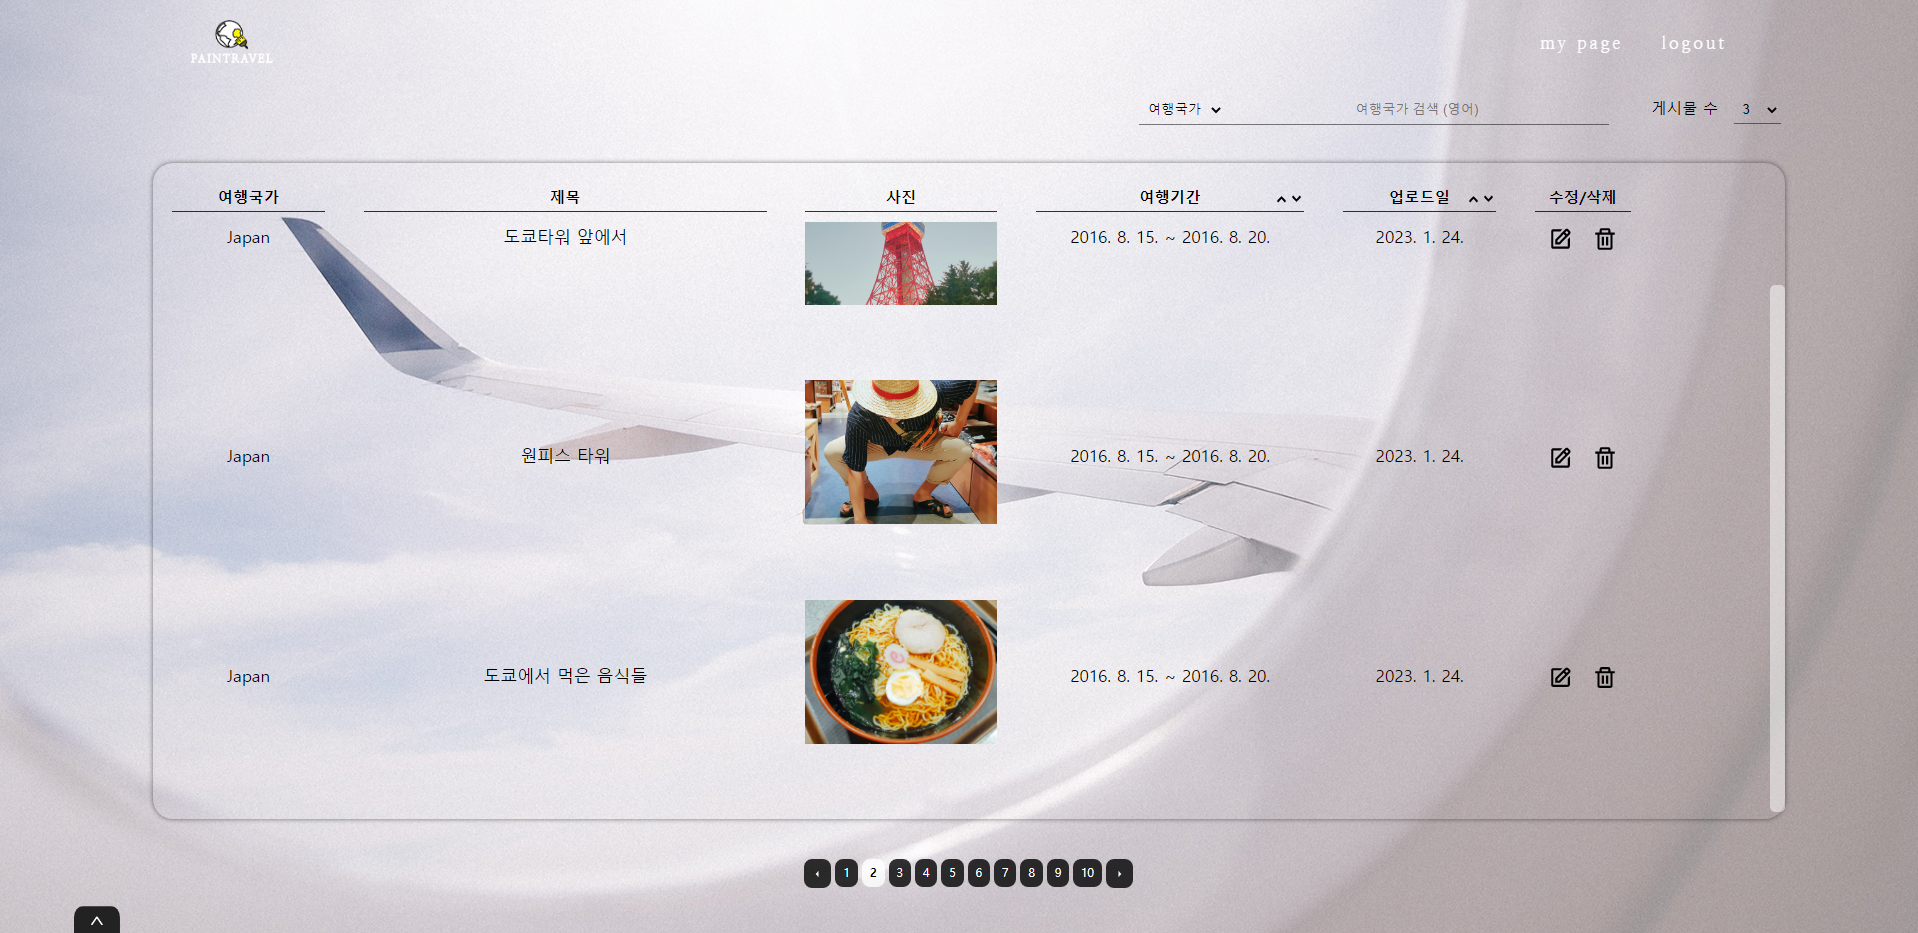 PAINTRAVEL
my page logout
여행국가 여행국가 검색 (영어) 게시물 수 3
여행국가 제목 사진 여행기간 업로드일 수정/삭제
Japan 도쿄타워 앞에서 2016. 8. 15. ~ 2016. 8. 20. 2023. 1. 24.
Japan 원피스 타워 2016. 8. 15. ~ 2016. 8. 20. 2023. 1. 24.
Japan 도쿄에서 먹은 음식들 2016. 8. 15. ~ 2016. 8. 20. 2023. 1. 24.
1 2 3 4 5 6 7 8 9 10